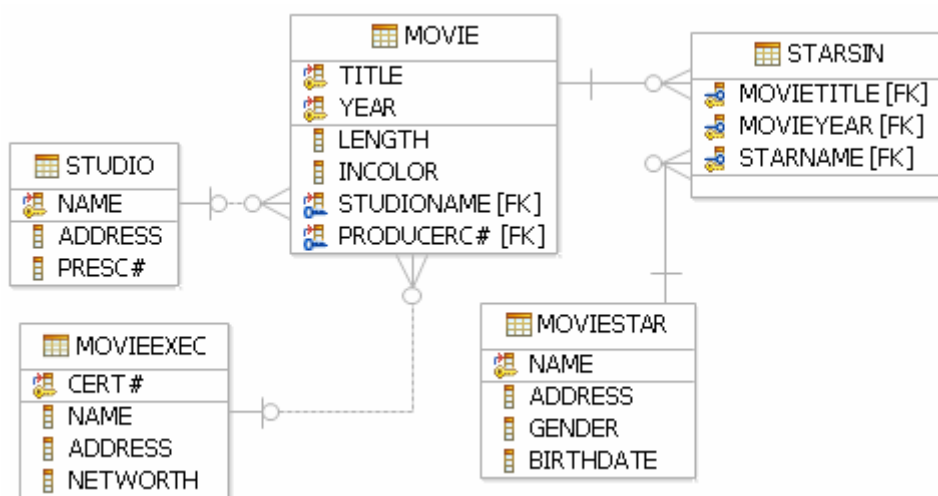 MOVIE
TITLE
YEAR
LENGTH
INCOLOR
STUDIONAME [FK]
PRODUCERC# [FK]
STARSIN
MOVIETITLE [FK]
MOVIEYEAR [FK]
STARNAME [FK]
STUDIO
NAME
ADDRESS
PRESC#
MOVIEEXEC
CERT#
NAME
ADDRESS
NETWORTH
MOVIESTAR
NAME
ADDRESS
GENDER
BIRTHDATE